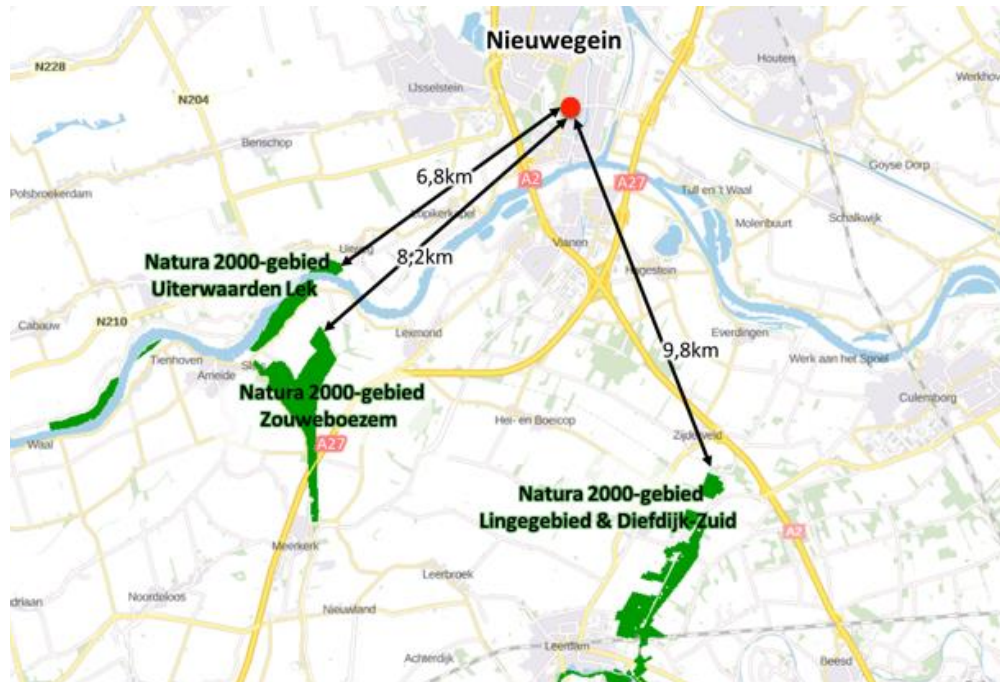 Nieuwegein
N228
Houten
IJsselstein
Werkhov
N204
Benschop
Goyse Dorp
6,8km
A2
A27
Tull en 't Waal
Polsbroekerdam
Lopikerkapel
Molenbuurt
Schalkwijk
8,2km
Vianen
Uitweg
Natura 2000-gebied
Uiterwaarden Lek
Hagestein
Cabauw
N210
Lexmond
Everdingen
Tienhoven
9,8km
Werk aan het Spoel
Ameide
Natura 2000-gebied
Zouweboezem
Culemborg
Hei- en Boeicop
Waal
A27
Zijderveld
Natura 2000-gebied
Lingegebied & Diefdijk-Zuid
A2
Meerkerk
Leerbroek
driaan
Noordeloos
Nieuwland
Leerdam
Achterdijk
Beesd